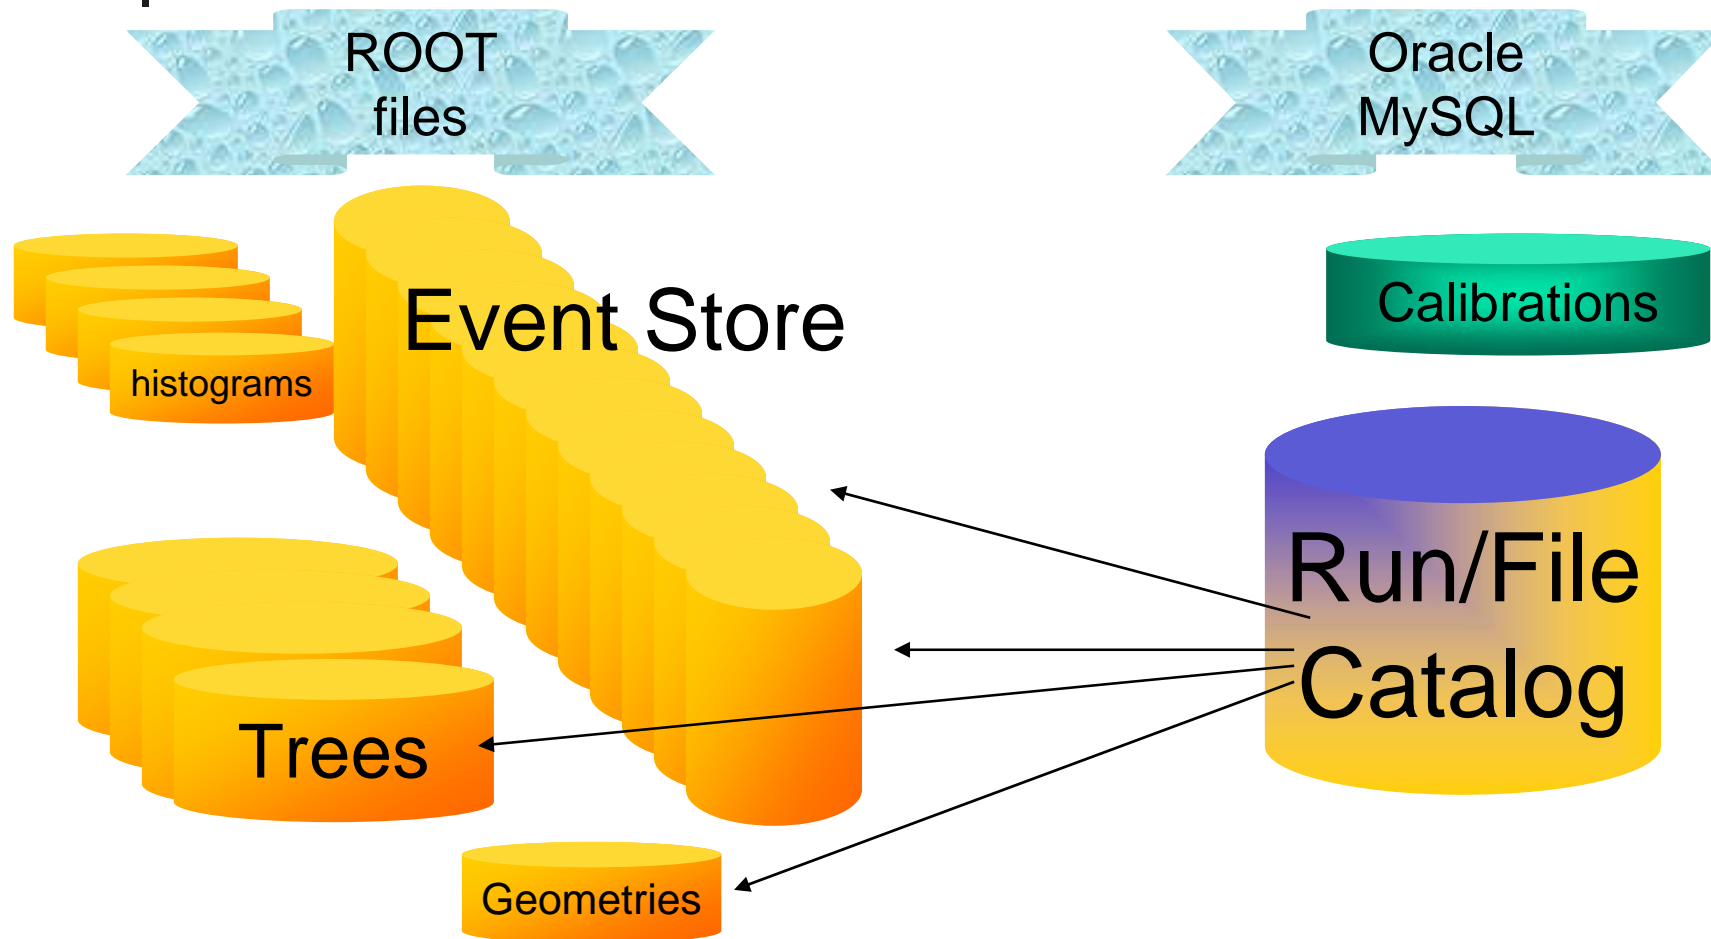 ROOT
files
Oracle
MySQL
Event Store
histograms
Calibrations
Run/File
Catalog
Trees
Geometries